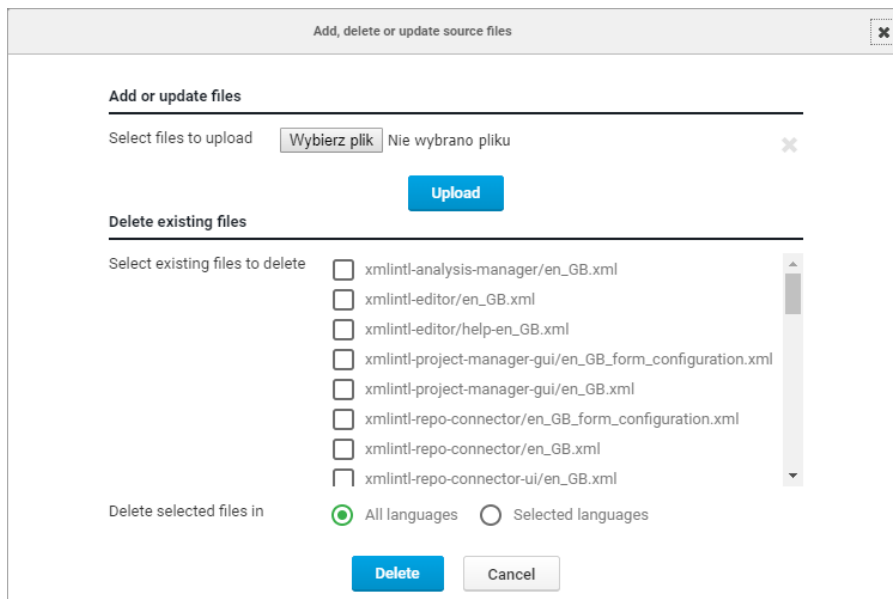 Add, delete or update source files
Add or update files
Select files to upload Wybierz plik Nie wybrano pliku
Upload
Delete existing files
Select existing files to delete
xmlintl-analysis-manager/en_GB.xml
xmlintl-editor/en_GB.xml
xmlintl-editor/help-en_GB.xml
xmlintl-project-manager-gui/en_GB_form_configuration.xml
xmlintl-project-manager-gui/en_GB.xml
xmlintl-repo-connector/en_GB_form_configuration.xml
xmlintl-repo-connector/en_GB.xml
xmlintl-repo-connector-ui/en_GB.xml
Delete selected files in All languages Selected languages
Delete Cancel